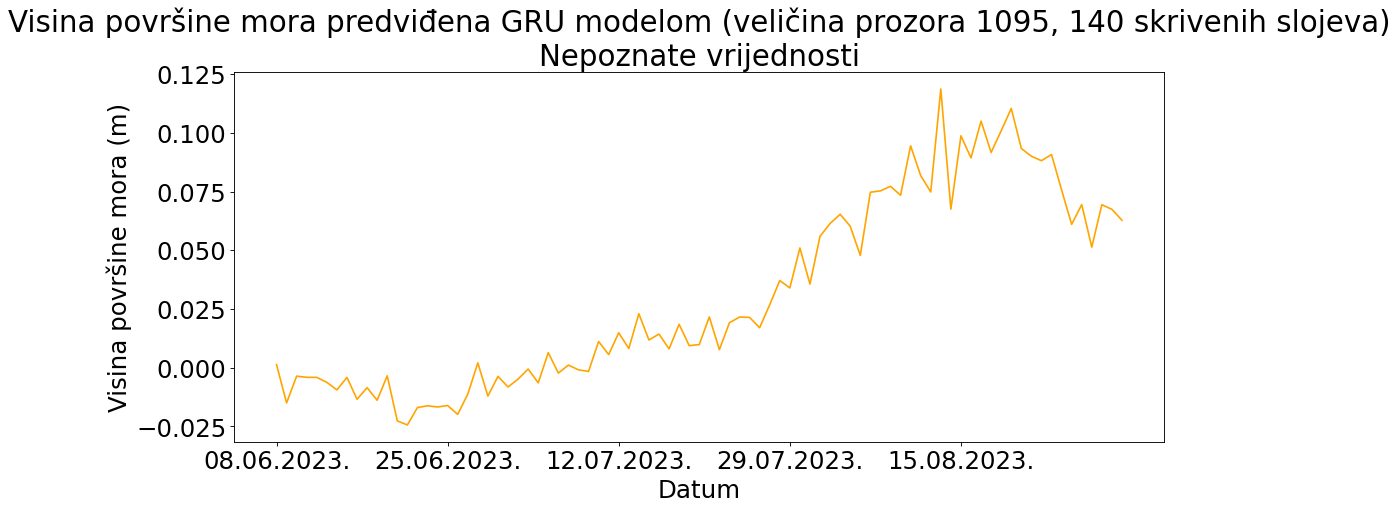 Visina površine mora predviđena GRU modelom (veličina prozora 1095, 140 skrivenih slojeva)
Nepoznate vrijednosti
0.125
0.100
0.075
0.050
0.025
0.000
−0.025
Visina površine mora (m)
08.06.2023. 25.06.2023. 12.07.2023. 29.07.2023. 15.08.2023.
Datum